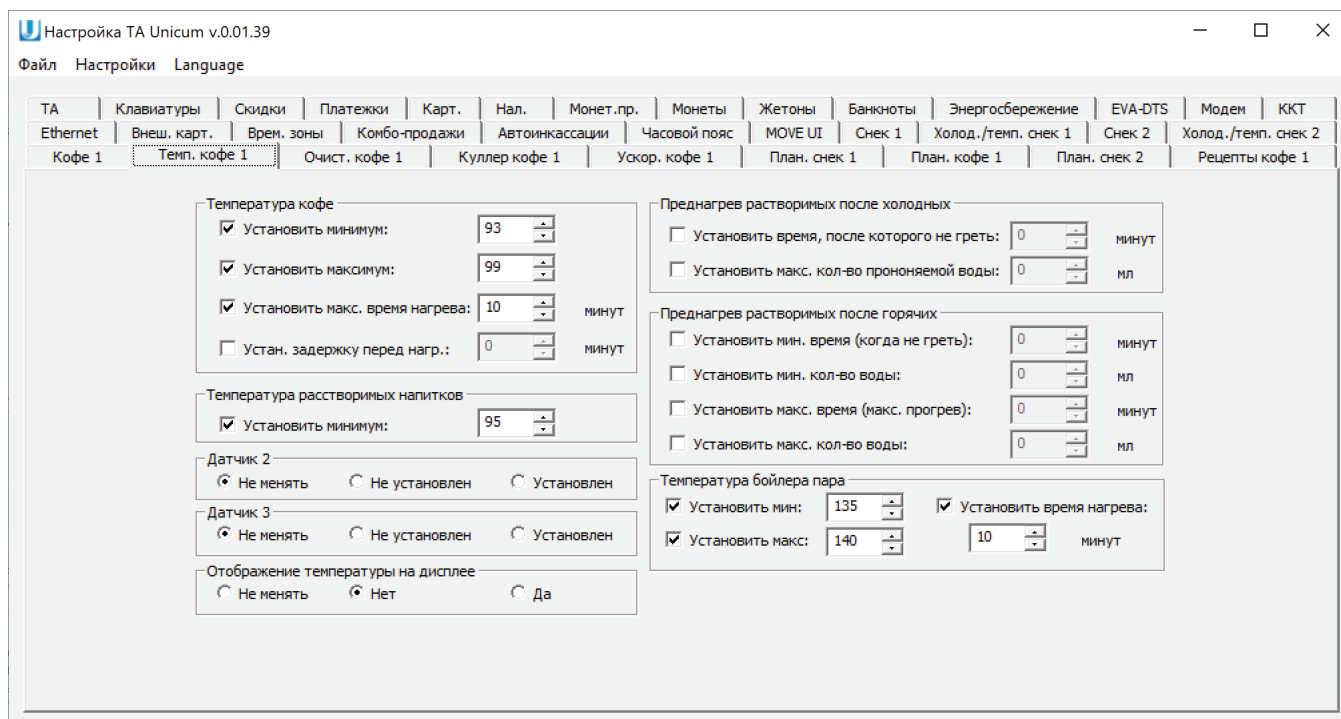 Настройка ТА Unicum v.0.01.39
Файл Настройки Language
ТА Клавиатуры Скидки Платежки Карт. Нал. Монет.пр. Монеты Жетоны Банкноты Энергосбережение EVA-DTS Модем ККТ
Ethernet Внеш. карт. Врем. зоны Комбо-продажи Автоинкассации Часовой пояс MOVE UI Снек 1 Холод./темп. снек 1 Снек 2 Холод./темп. снек 2
Кофе 1 Темп. кофе 1 Очист. кофе 1 Куллер кофе 1 Ускор. кофе 1 План. снек 1 План. кофе 1 План. снек 2 Рецепты кофе 1
Температура кофе
Установить минимум: 93
Установить максимум: 99
Установить макс. время нагрева: 10 минут
Устан. задержку перед нагр.: 0 минут
Температура расстворимых напитков
Установить минимум: 95
Датчик 2
Не менять Не установлен Установлен
Датчик 3
Не менять Не установлен Установлен
Отображение температуры на дисплее
Не менять Нет Да
Преднагрев растворимых после холодных
Установить время, после которого не греть: 0 минут
Установить макс. кол-во прононяемой воды: 0 мл
Преднагрев растворимых после горячих
Установить мин. время (когда не греть): 0 минут
Установить мин. кол-во воды: 0 мл
Установить макс. время (макс. прогрев): 0 минут
Установить макс. кол-во воды: 0 мл
Температура бойлера пара
Установить мин: 135 Установить время нагрева:
Установить макс: 140 10 минут